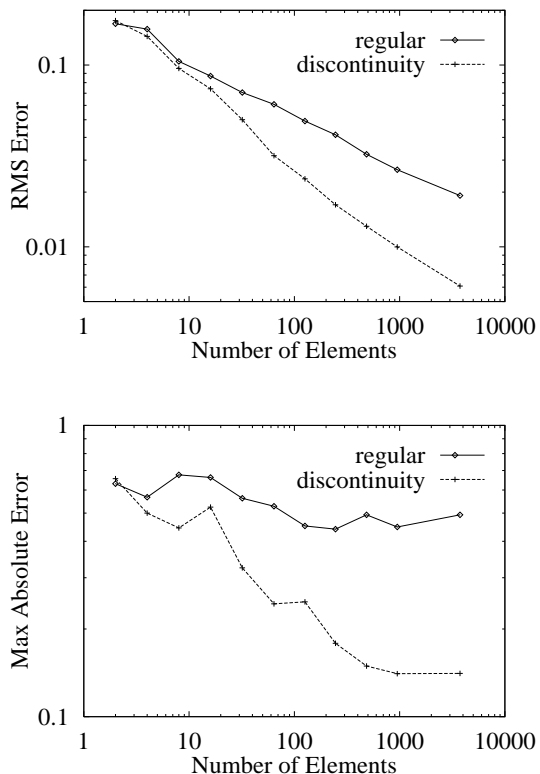 regular
discontinuity
0.1
0.01
RMS Error
1
10
100
1000
10000
Number of Elements
1
regular
discontinuity
Max Absolute Error
0.1
1
10
100
1000
10000
Number of Elements